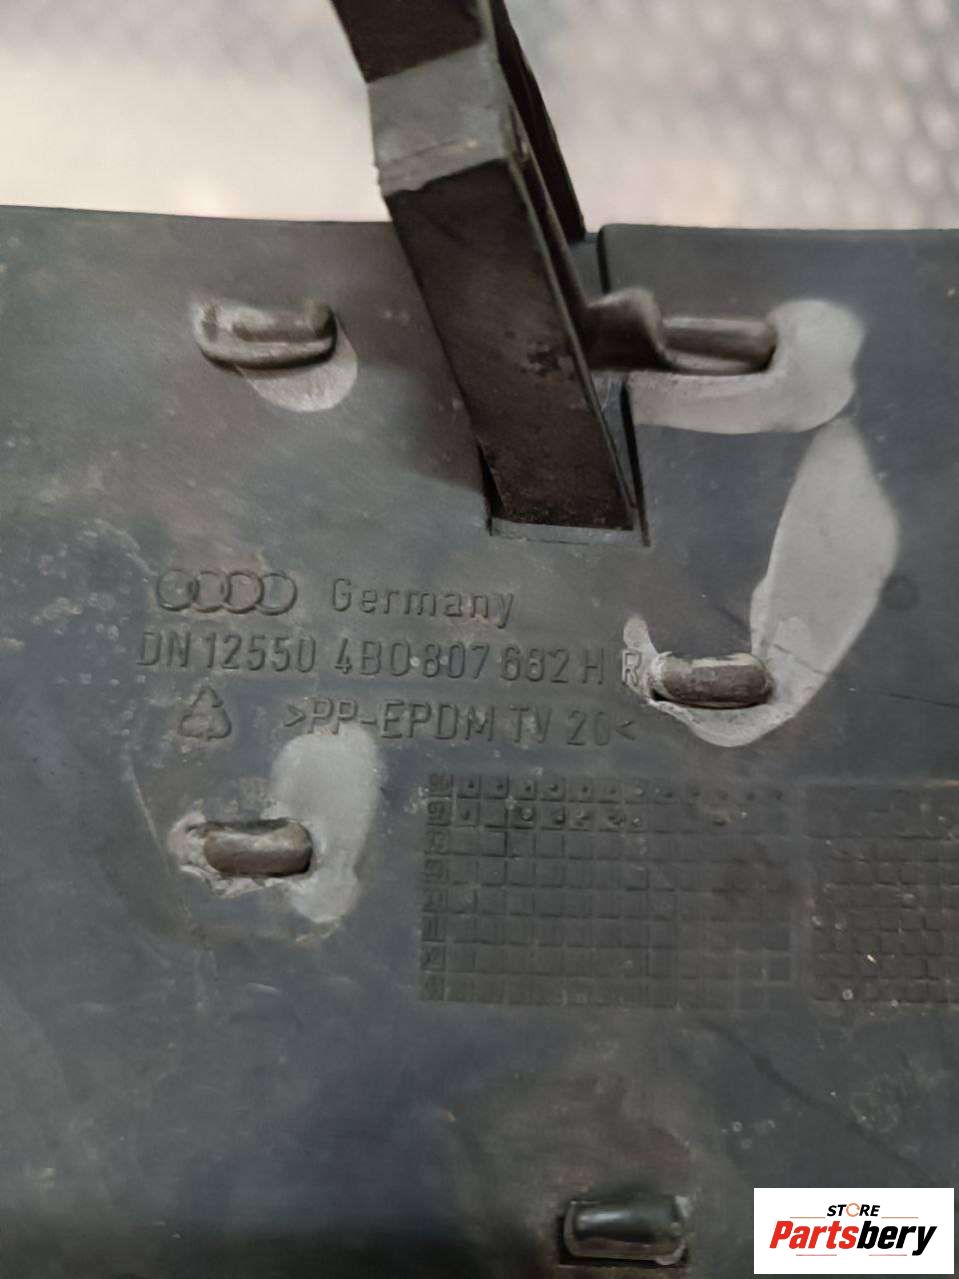 Germany
DN 12550 4B0 807 682 H R
>PP-EPDM TV 20<
STORE
Partsbery